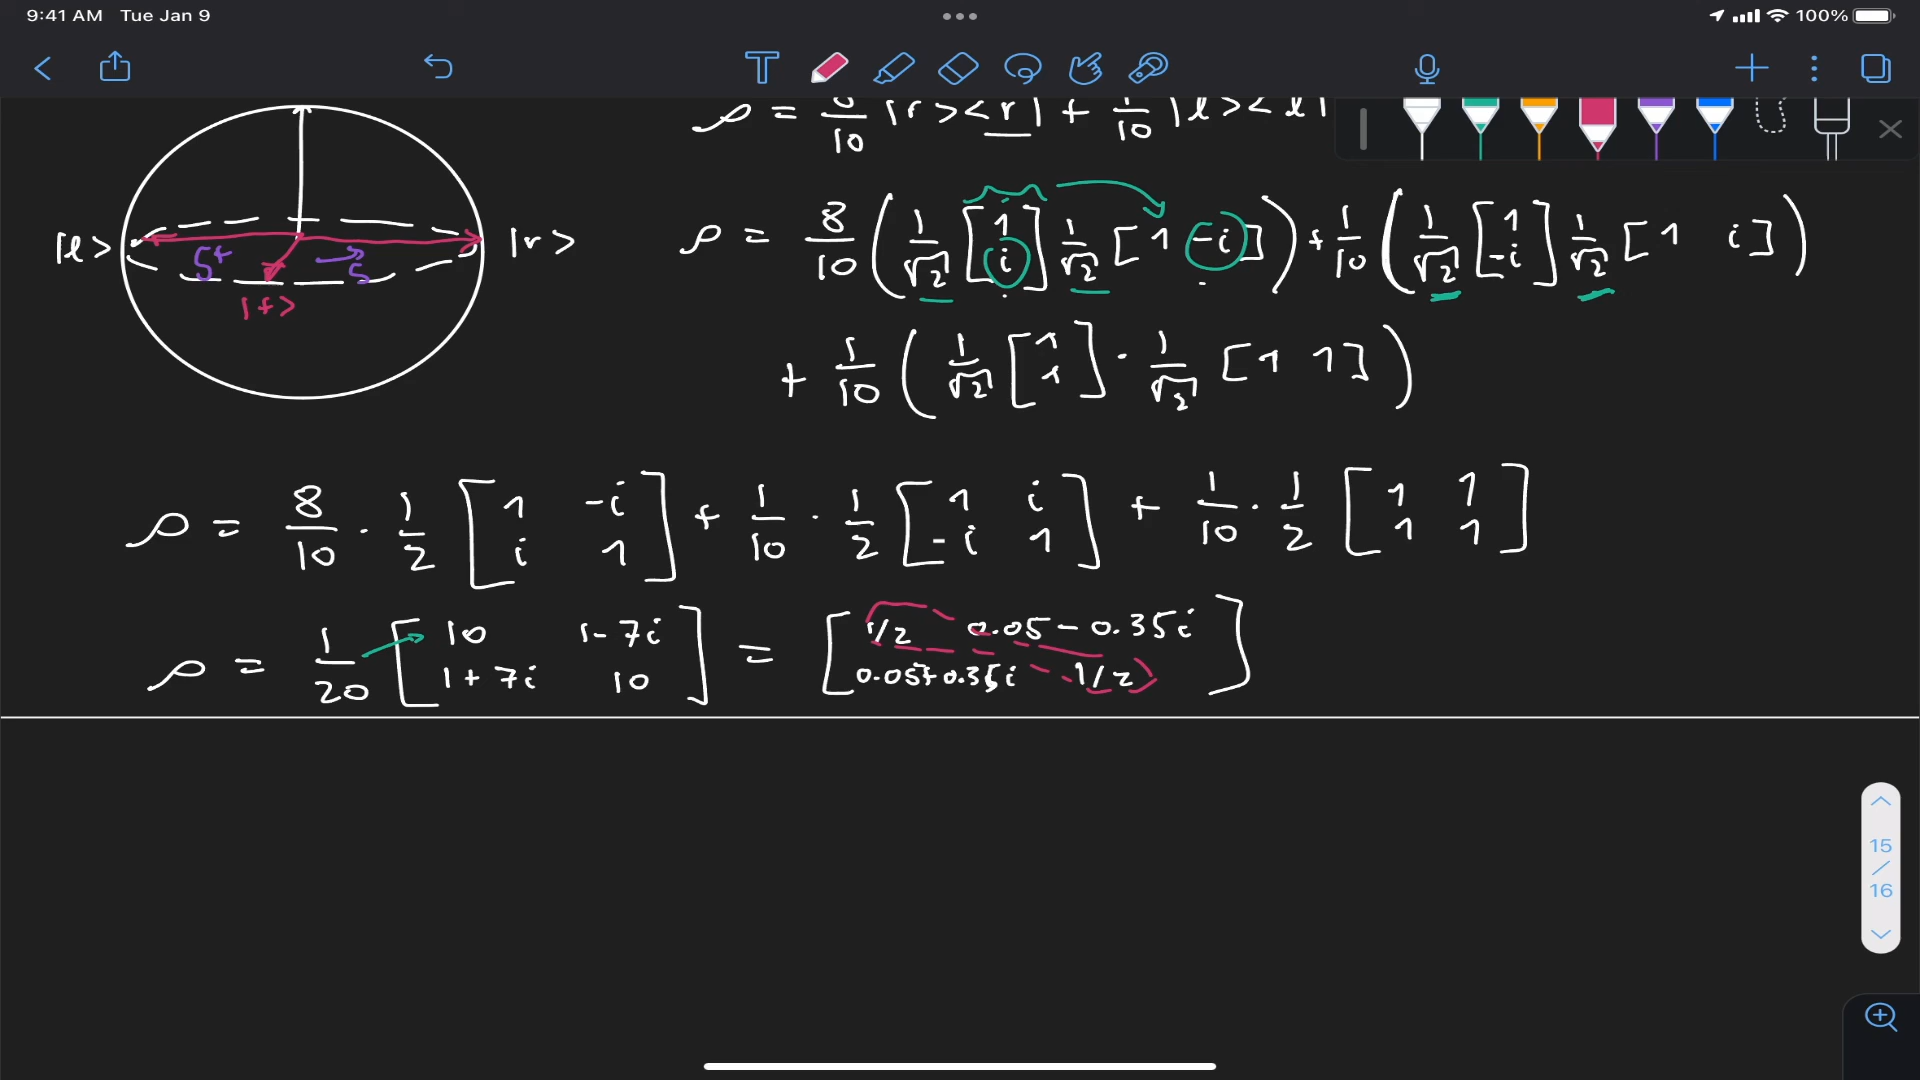 9:41 AM Tue Jan 9
100%
ρ = 8/10 |r><r| + 1/10 |l><l|
|l> |r>
S+ S
|+>
ρ = 8/10 ( 1/√2 [1 i] 1/√2 [1 -i] ) + 1/10 ( 1/√2 [1 -i] 1/√2 [1 i] )
+ 1/10 ( 1/√2 [1 1] · 1/√2 [1 1] )
ρ = 8/10 · 1/2 [1 -i i 1] + 1/10 · 1/2 [1 i -i 1] + 1/10 · 1/2 [1 1 1 1]
ρ = 1/20 [10 1-7i 1+7i 10] = [1/2 0.05-0.35i 0.05+0.35i 1/2]
15/16